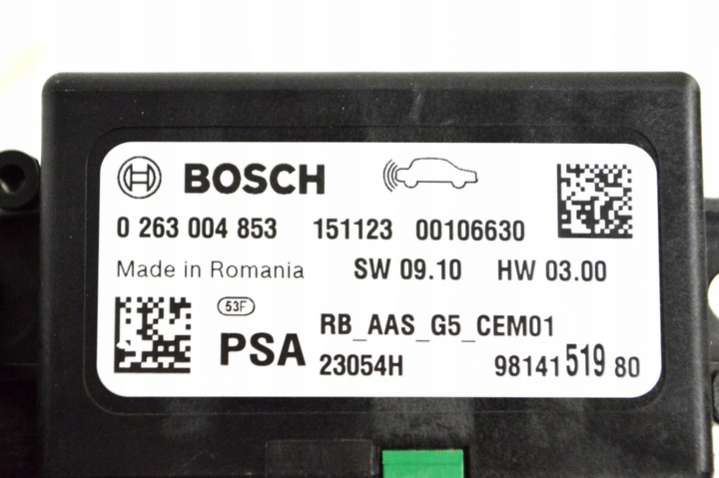 BOSCH
0 263 004 853 151123 00106630
Made in Romania SW 09.10 HW 03.00
53F
PSA RB_AAS_G5_CEM01
23054H 98141 519 80